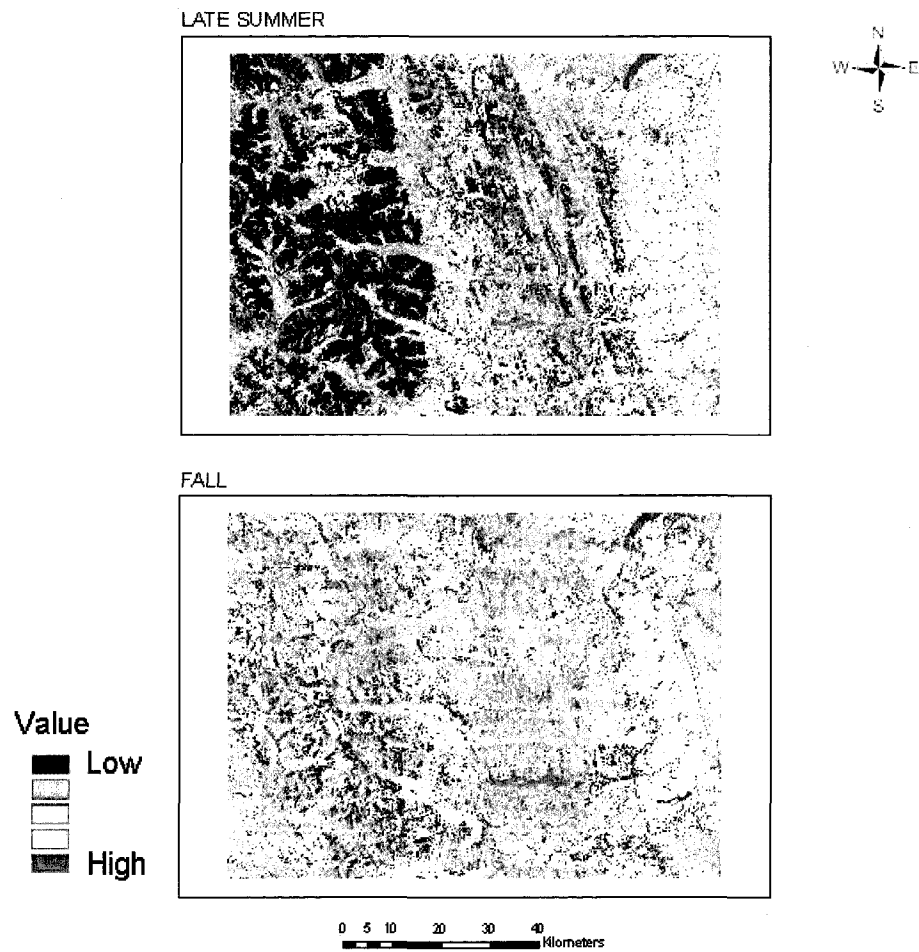 LATE SUMMER
N
W E
S
FALL
Value
Low
High
0 5 10 20 30 40
Kilometers